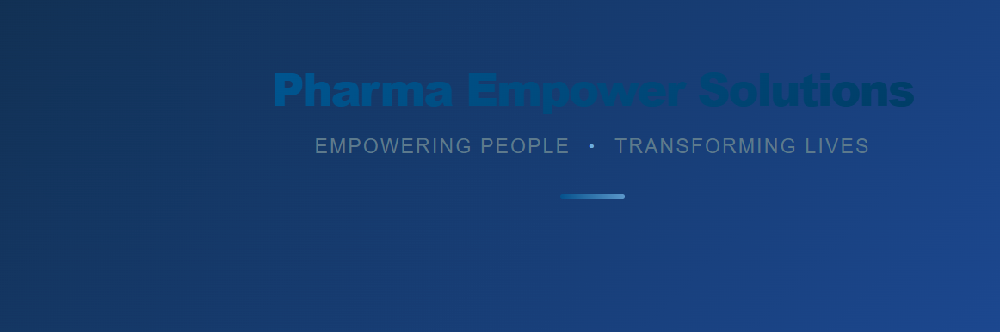 Pharma Empower Solutions
EMPOWERING PEOPLE • TRANSFORMING LIVES